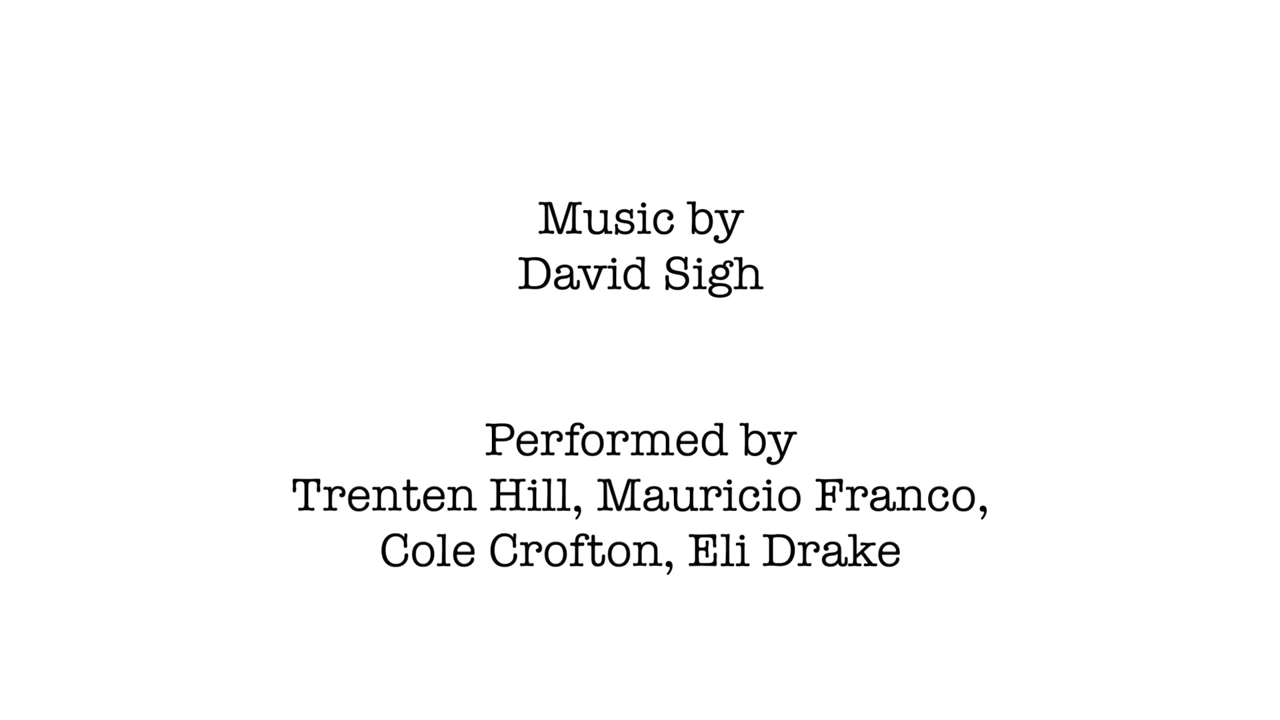 Music by
David Sigh
Performed by
Trenten Hill, Mauricio Franco,
Cole Crofton, Eli Drake